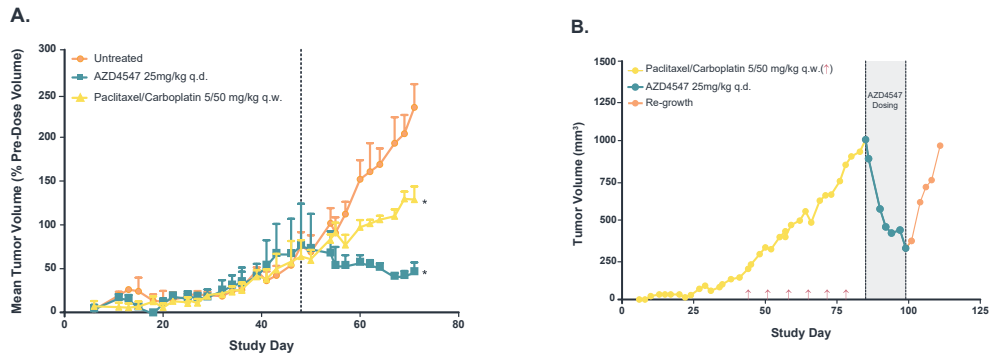 A.
Mean Tumor Volume (% Pre-Dose Volume)
300
250
200
150
100
50
0
Untreated
AZD4547 25mg/kg q.d.
Paclitaxel/Carboplatin 5/50 mg/kg q.w.
*
*
0
20
40
60
80
Study Day
B.
Tumor Volume (mm³)
1500
1250
1000
750
500
250
0
Paclitaxel/Carboplatin 5/50 mg/kg q.w.(↑)
AZD4547 25mg/kg q.d.
Re-growth
AZD4547
Dosing
↑ ↑ ↑ ↑ ↑ ↑
0
25
50
75
100
125
Study Day